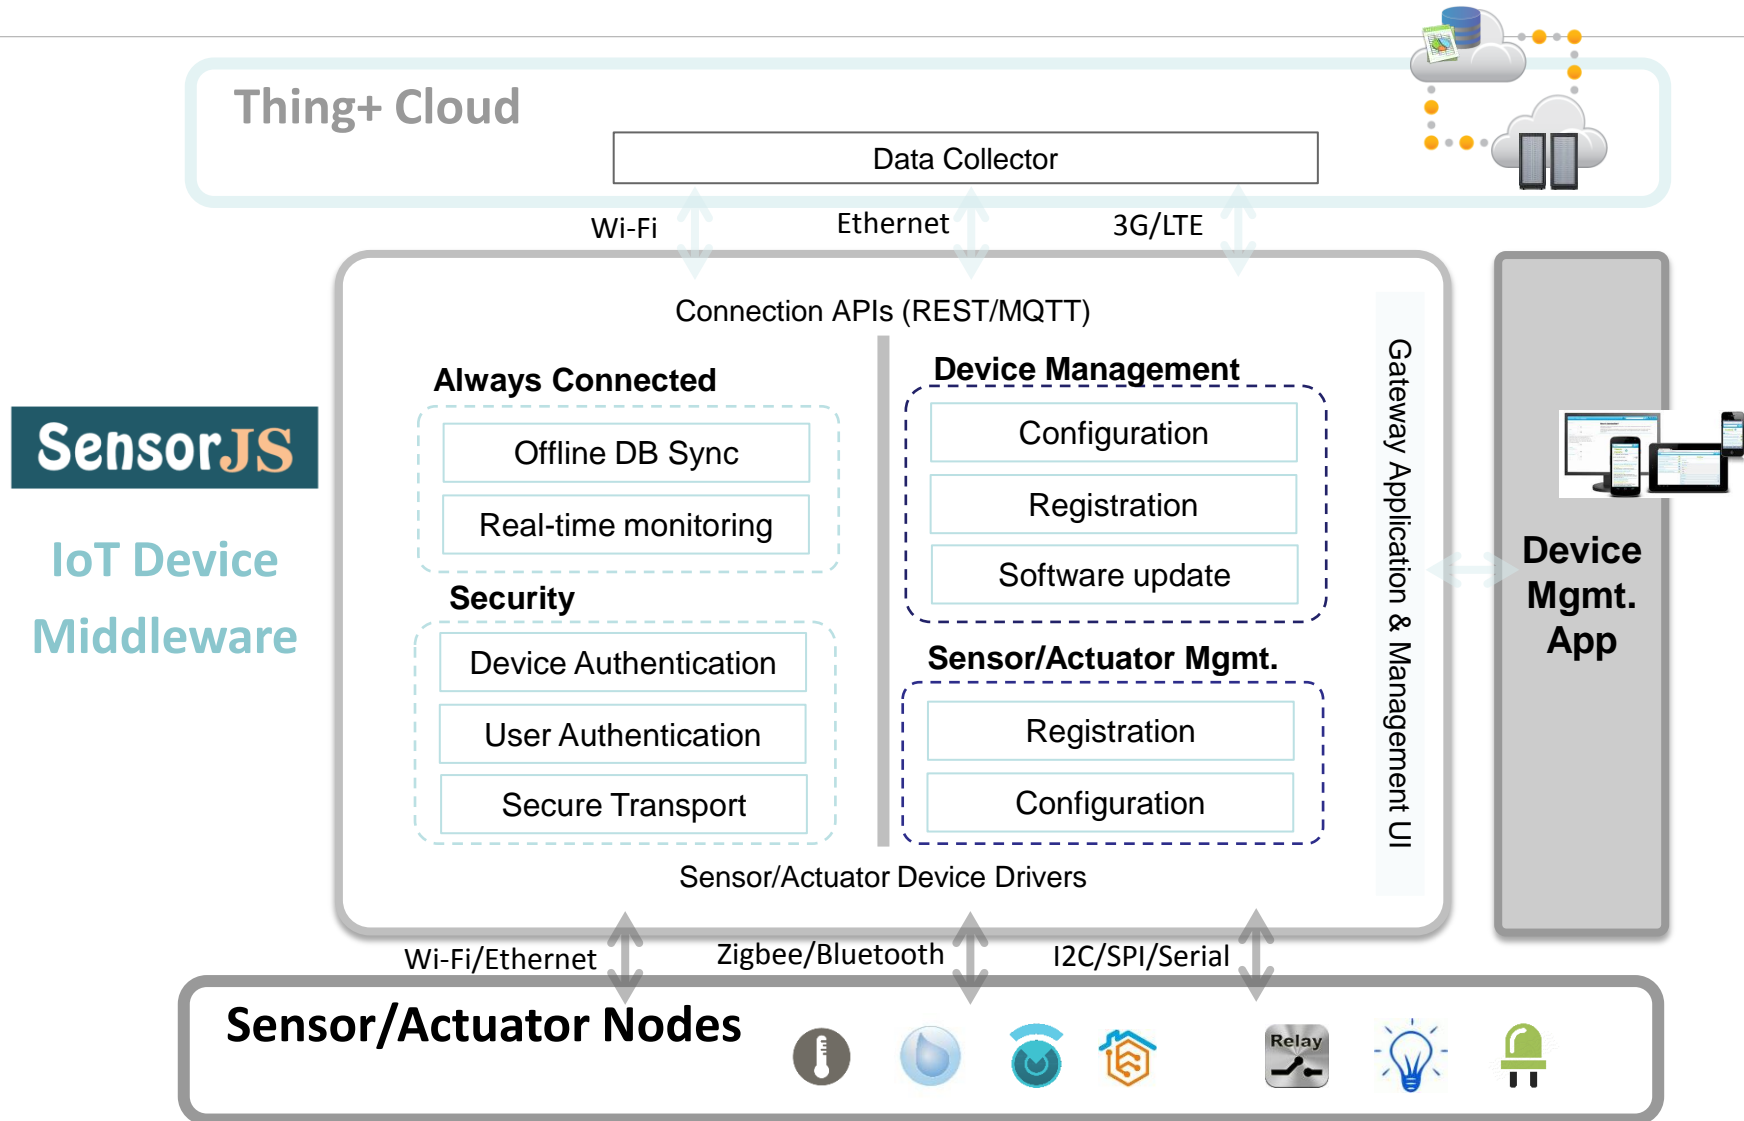 Thing+ Cloud
Data Collector
Wi-Fi
Ethernet
3G/LTE
Connection APIs (REST/MQTT)
Always Connected
Offline DB Sync
Real-time monitoring
Security
Device Authentication
User Authentication
Secure Transport
Device Management
Configuration
Registration
Software update
Sensor/Actuator Mgmt.
Registration
Configuration
Sensor/Actuator Device Drivers
Gateway Application & Management UI
SensorJS
IoT Device
Middleware
Device
Mgmt.
App
Wi-Fi/Ethernet
Zigbee/Bluetooth
I2C/SPI/Serial
Sensor/Actuator Nodes
Relay